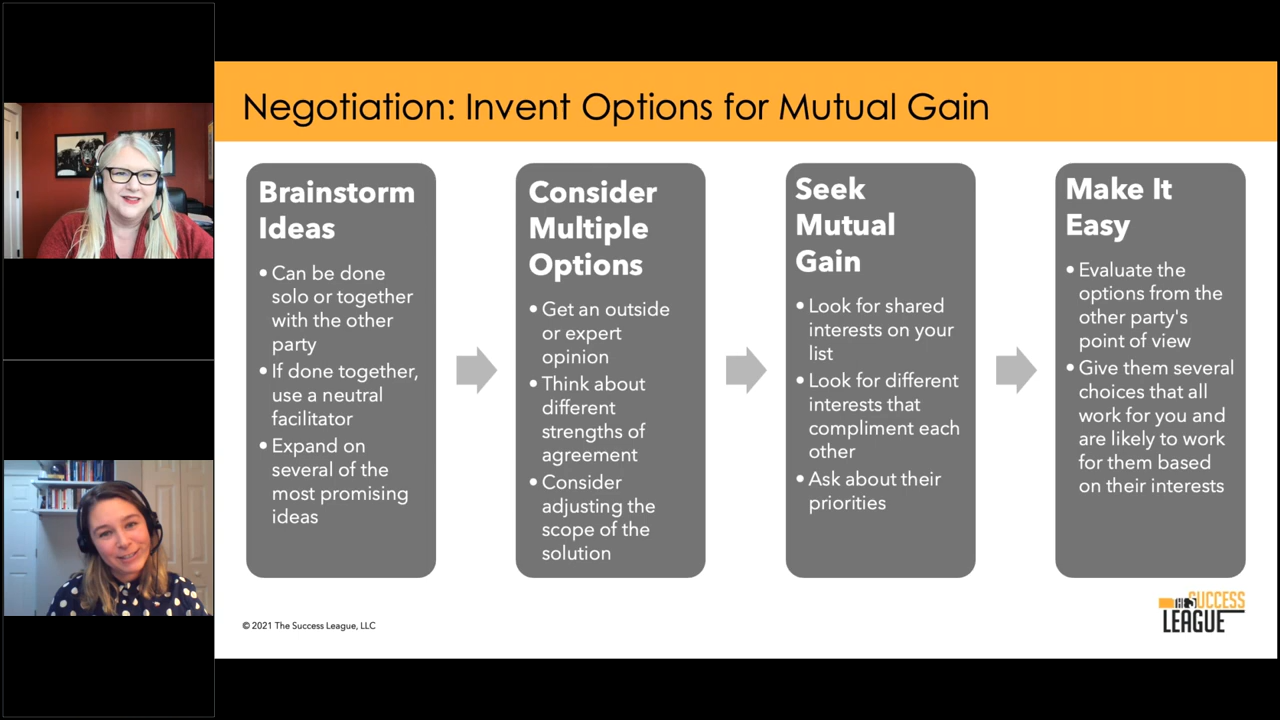 Negotiation: Invent Options for Mutual Gain
Brainstorm
Ideas
• Can be done
solo or together
with the other
party
• If done together,
use a neutral
facilitator
• Expand on
several of the
most promising
ideas
Consider
Multiple
Options
• Get an outside
or expert
opinion
• Think about
different
strengths of
agreement
• Consider
adjusting the
scope of the
solution
Seek
Mutual
Gain
• Look for shared
interests on your
list
• Look for different
interests that
compliment each
other
• Ask about their
priorities
Make It
Easy
• Evaluate the
options from the
other party's
point of view
• Give them several
choices that all
work for you and
are likely to work
for them based
on their interests
© 2021 The Success League, LLC
THE SUCCESS
LEAGUE